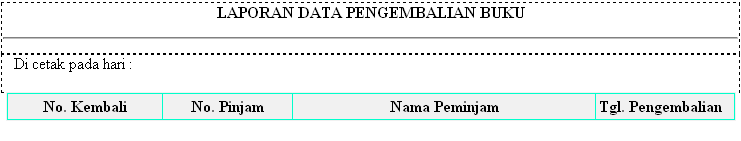 LAPORAN DATA PENGEMBALIAN BUKU
Di cetak pada hari :
No. Kembali No. Pinjam Nama Peminjam Tgl. Pengembalian